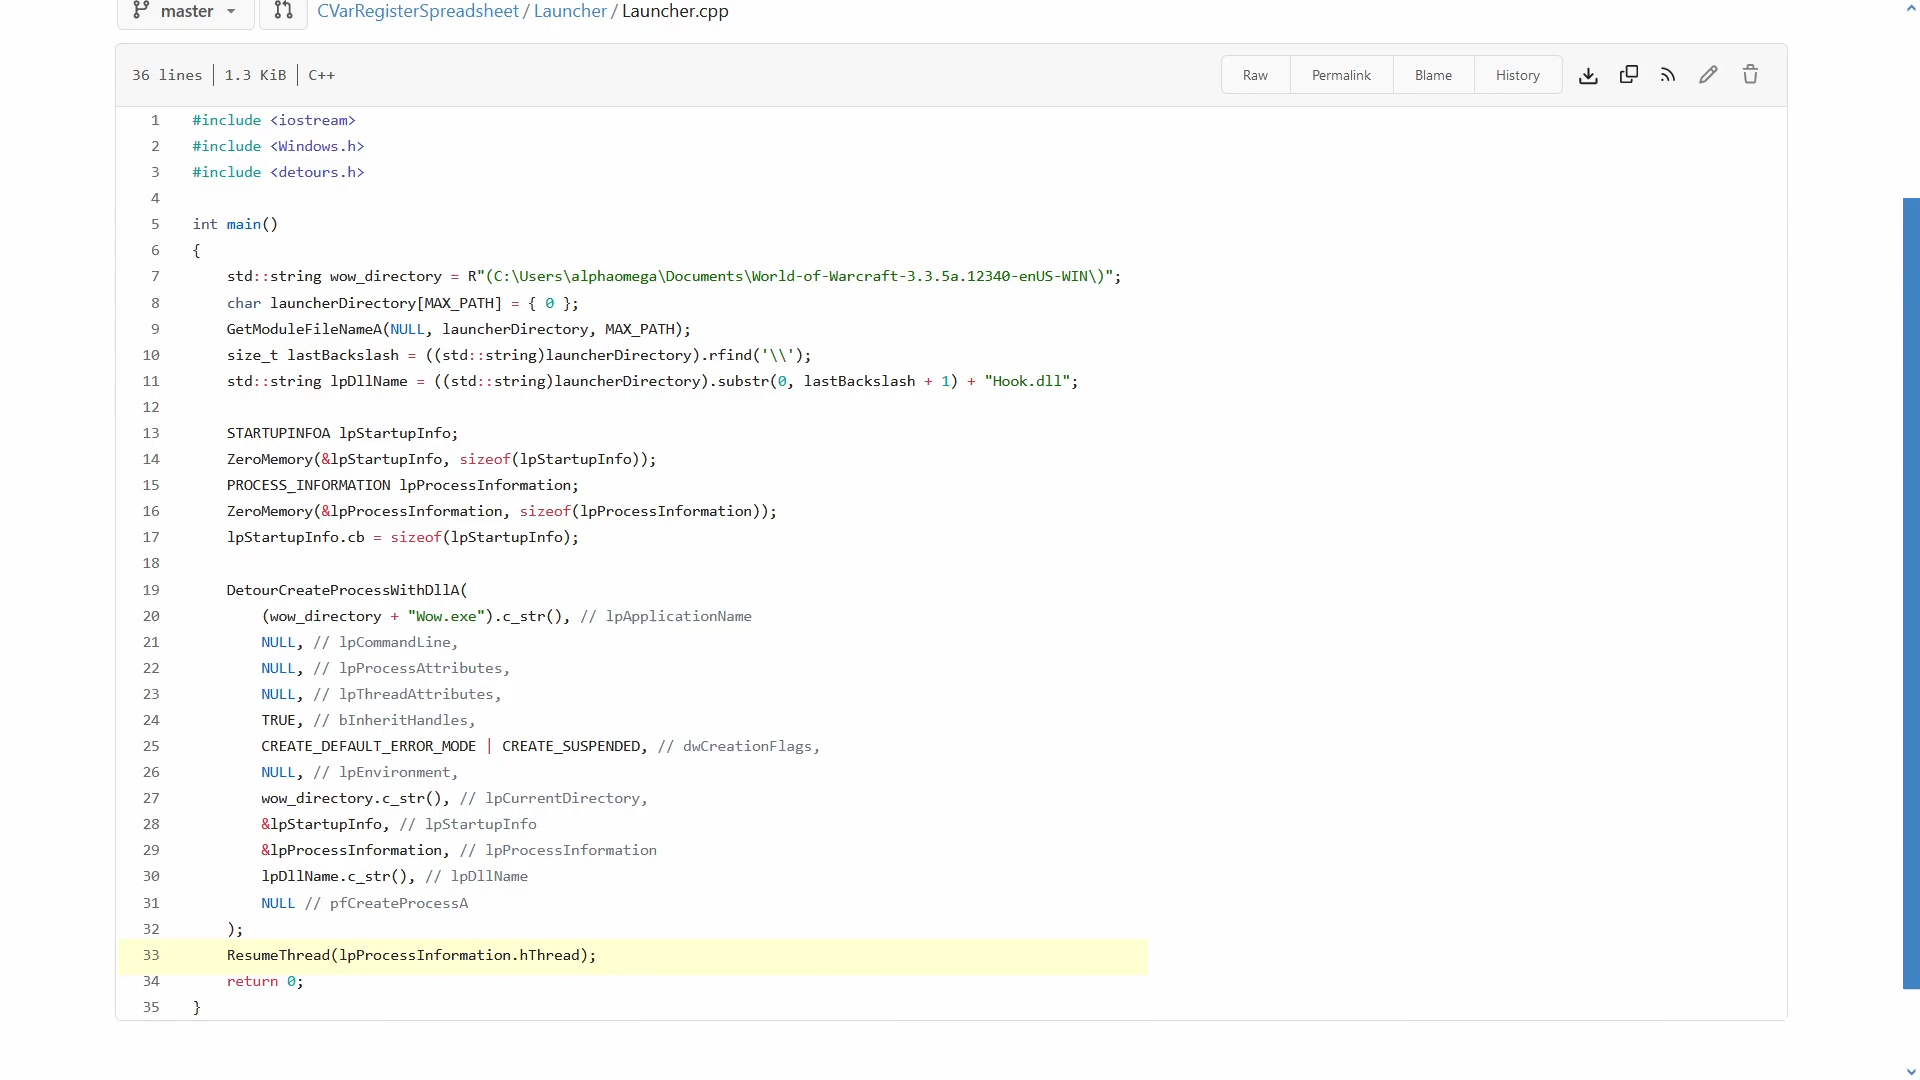 master CVarRegisterSpreadsheet / Launcher / Launcher.cpp
36 lines 1.3 KiB C++ Raw Permalink Blame History
1 #include <iostream>
2 #include <Windows.h>
3 #include <detours.h>
4
5 int main()
6 {
7 std::string wow_directory = R"(C:\Users\alphaomega\Documents\World-of-Warcraft-3.3.5a.12340-enUS-WIN\)";
8 char launcherDirectory[MAX_PATH] = { 0 };
9 GetModuleFileNameA(NULL, launcherDirectory, MAX_PATH);
10 size_t lastBackslash = ((std::string)launcherDirectory).rfind('\\');
11 std::string lpDllName = ((std::string)launcherDirectory).substr(0, lastBackslash + 1) + "Hook.dll";
12
13 STARTUPINFOA lpStartupInfo;
14 ZeroMemory(&lpStartupInfo, sizeof(lpStartupInfo));
15 PROCESS_INFORMATION lpProcessInformation;
16 ZeroMemory(&lpProcessInformation, sizeof(lpProcessInformation));
17 lpStartupInfo.cb = sizeof(lpStartupInfo);
18
19 DetourCreateProcessWithDllA(
20 (wow_directory + "Wow.exe").c_str(), // lpApplicationName
21 NULL, // lpCommandLine,
22 NULL, // lpProcessAttributes,
23 NULL, // lpThreadAttributes,
24 TRUE, // bInheritHandles,
25 CREATE_DEFAULT_ERROR_MODE | CREATE_SUSPENDED, // dwCreationFlags,
26 NULL, // lpEnvironment,
27 wow_directory.c_str(), // lpCurrentDirectory,
28 &lpStartupInfo, // lpStartupInfo
29 &lpProcessInformation, // lpProcessInformation
30 lpDllName.c_str(), // lpDllName
31 NULL // pfCreateProcessA
32 );
33 ResumeThread(lpProcessInformation.hThread);
34 return 0;
35 }